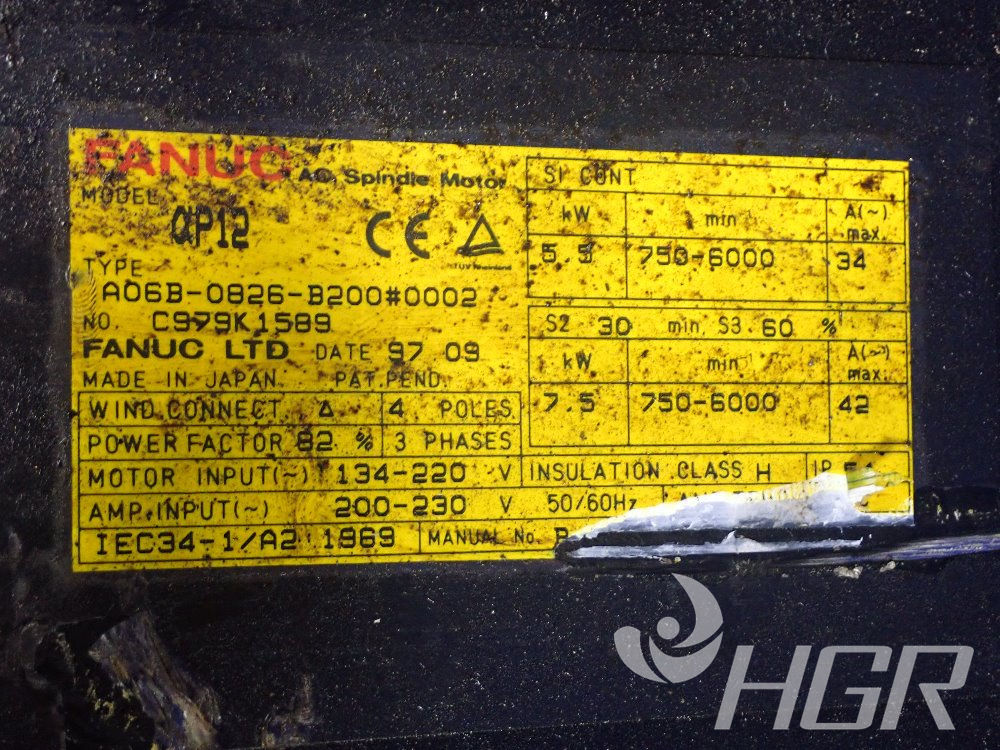 FANUC AC Spindle Motor
MODEL
αP12
CE
TYPE
A06B-0826-B200#0002
NO. C979K1589
FANUC LTD DATE 97 09
MADE IN JAPAN PAT.PEND.
WIND.CONNECT. Δ 4 POLES
POWER FACTOR 82 % 3 PHASES
MOTOR INPUT(~) 134-220 V
AMP.INPUT(~) 200-230 V 50/60Hz
IEC34-1/A2 1969 MANUAL No.
S1 CONT
kW min A(~) max.
5.5 750-6000 34
S2 30 min, S3 60 %
kW min A(~) max.
7.5 750-6000 42
INSULATION CLASS H IP
HGR